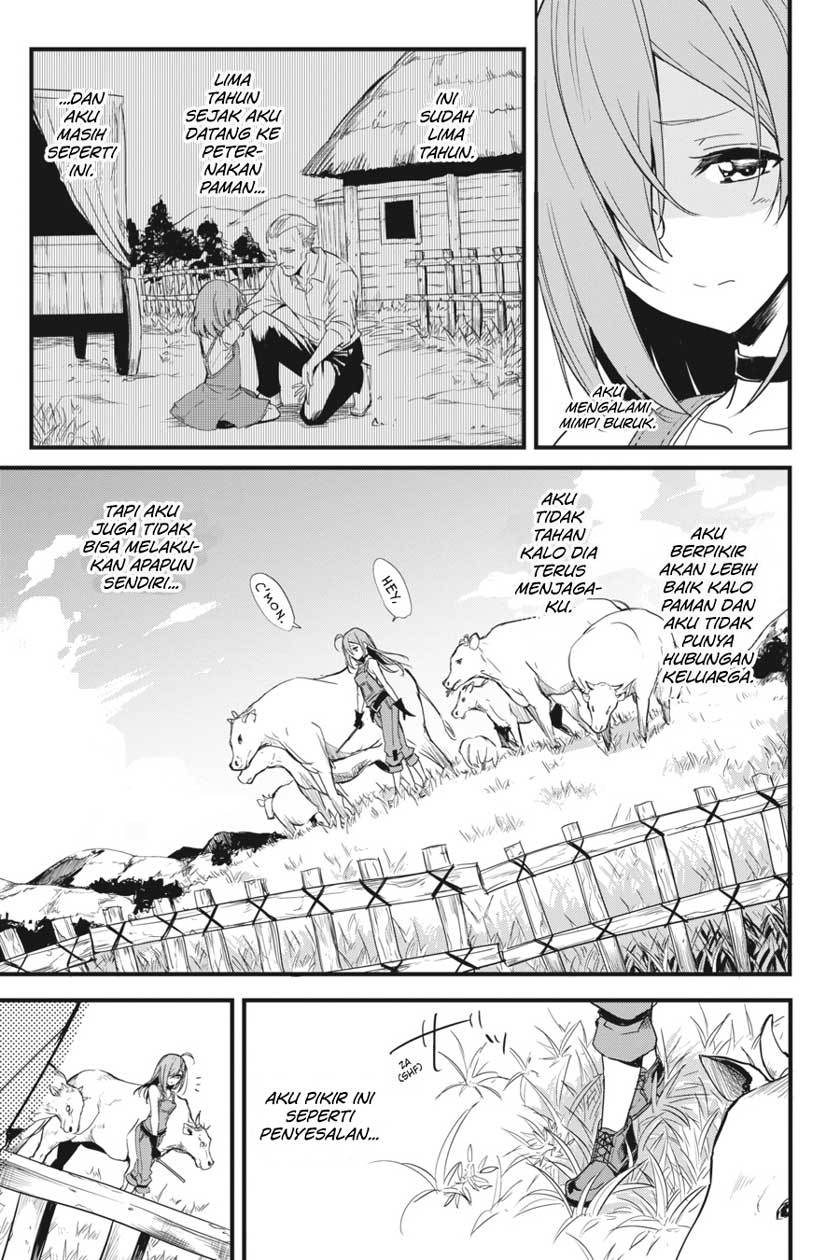 AKU
MENGALAMI
MIMPI BURUK.
INI
SUDAH LIMA
TAHUN.
LIMA
TAHUN
SEJAK AKU
DATANG KE
PETER-
NAKAN
PAMAN...
...DAN
AKU
MASIH
SEPERTI
INI.
AKU
BERPIKIR
AKAN LEBIH
BAIK KALO
PAMAN DAN
AKU TIDAK
PUNYA
HUBUNGAN
KELUARGA.
AKU
TIDAK
TAHAN
KALO DIA
TERUS
MENJAGA-
KU.
HEY,
C'MON.
TAPI AKU
JUGA TIDAK
BISA MELAKU-
KAN APAPUN
SENDIRI...
ZA
(SHF)
AKU PIKIR INI
SEPERTI
PENYESALAN...